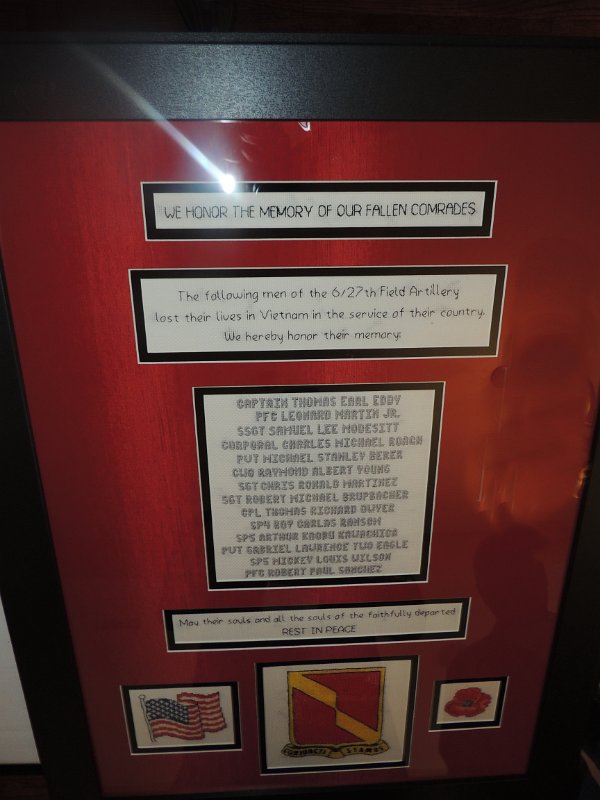 WE HONOR THE MEMORY OF OUR FALLEN COMRADES
The following men of the 6/27th Field Artillery
lost their lives in Vietnam in the service of their country.
We hereby honor their memory:
CAPTAIN THOMAS EARL EDDY
PFC LEONARD MARTIN JR.
SSGT SAMUEL LEE MODESITT
CORPORAL CHARLES MICHAEL ROACH
PVT MICHAEL STANLEY
CWO RAYMOND ALBERT YOUNG
SGT CHRIS RONALD MARTINEZ
SGT ROBERT MICHAEL BRUPBACHER
CPL THOMAS RICHARD DWYER
SP4 ROY CARLAS RANSOM
SP5 ARTHUR KAORU
PVT GABRIEL LAWRENCE TWO EAGLE
SP5 MICKEY LOUIS WILSON
PFC ROBERT PAUL SANCHEZ
May their souls and all the souls of the faithfully departed
REST IN PEACE
STAMUS